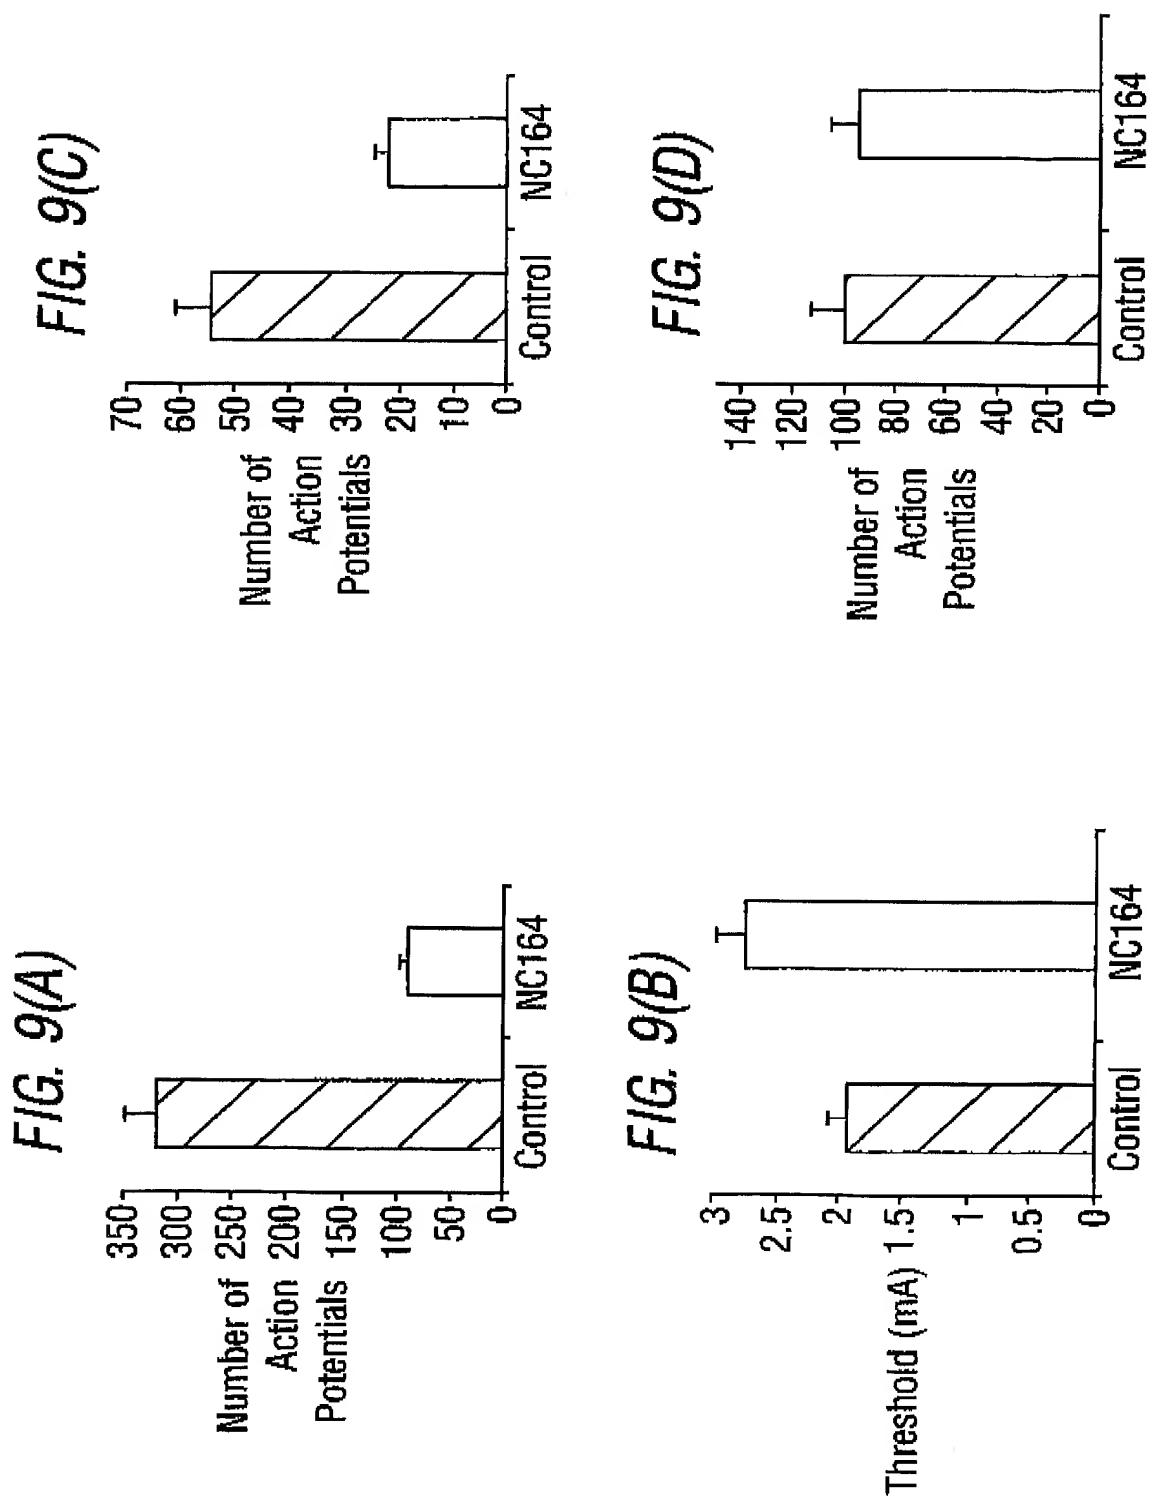 FIG. 9(A)
350
300
250
200
150
100
50
0
Number of
Action
Potentials
Control
NC164
FIG. 9(C)
70
60
50
40
30
20
10
0
Number of
Action
Potentials
Control
NC164
FIG. 9(B)
3
2.5
2
1.5
1
0.5
0
Threshold (mA)
Control
NC164
FIG. 9(D)
140
120
100
80
60
40
20
0
Number of
Action
Potentials
Control
NC164